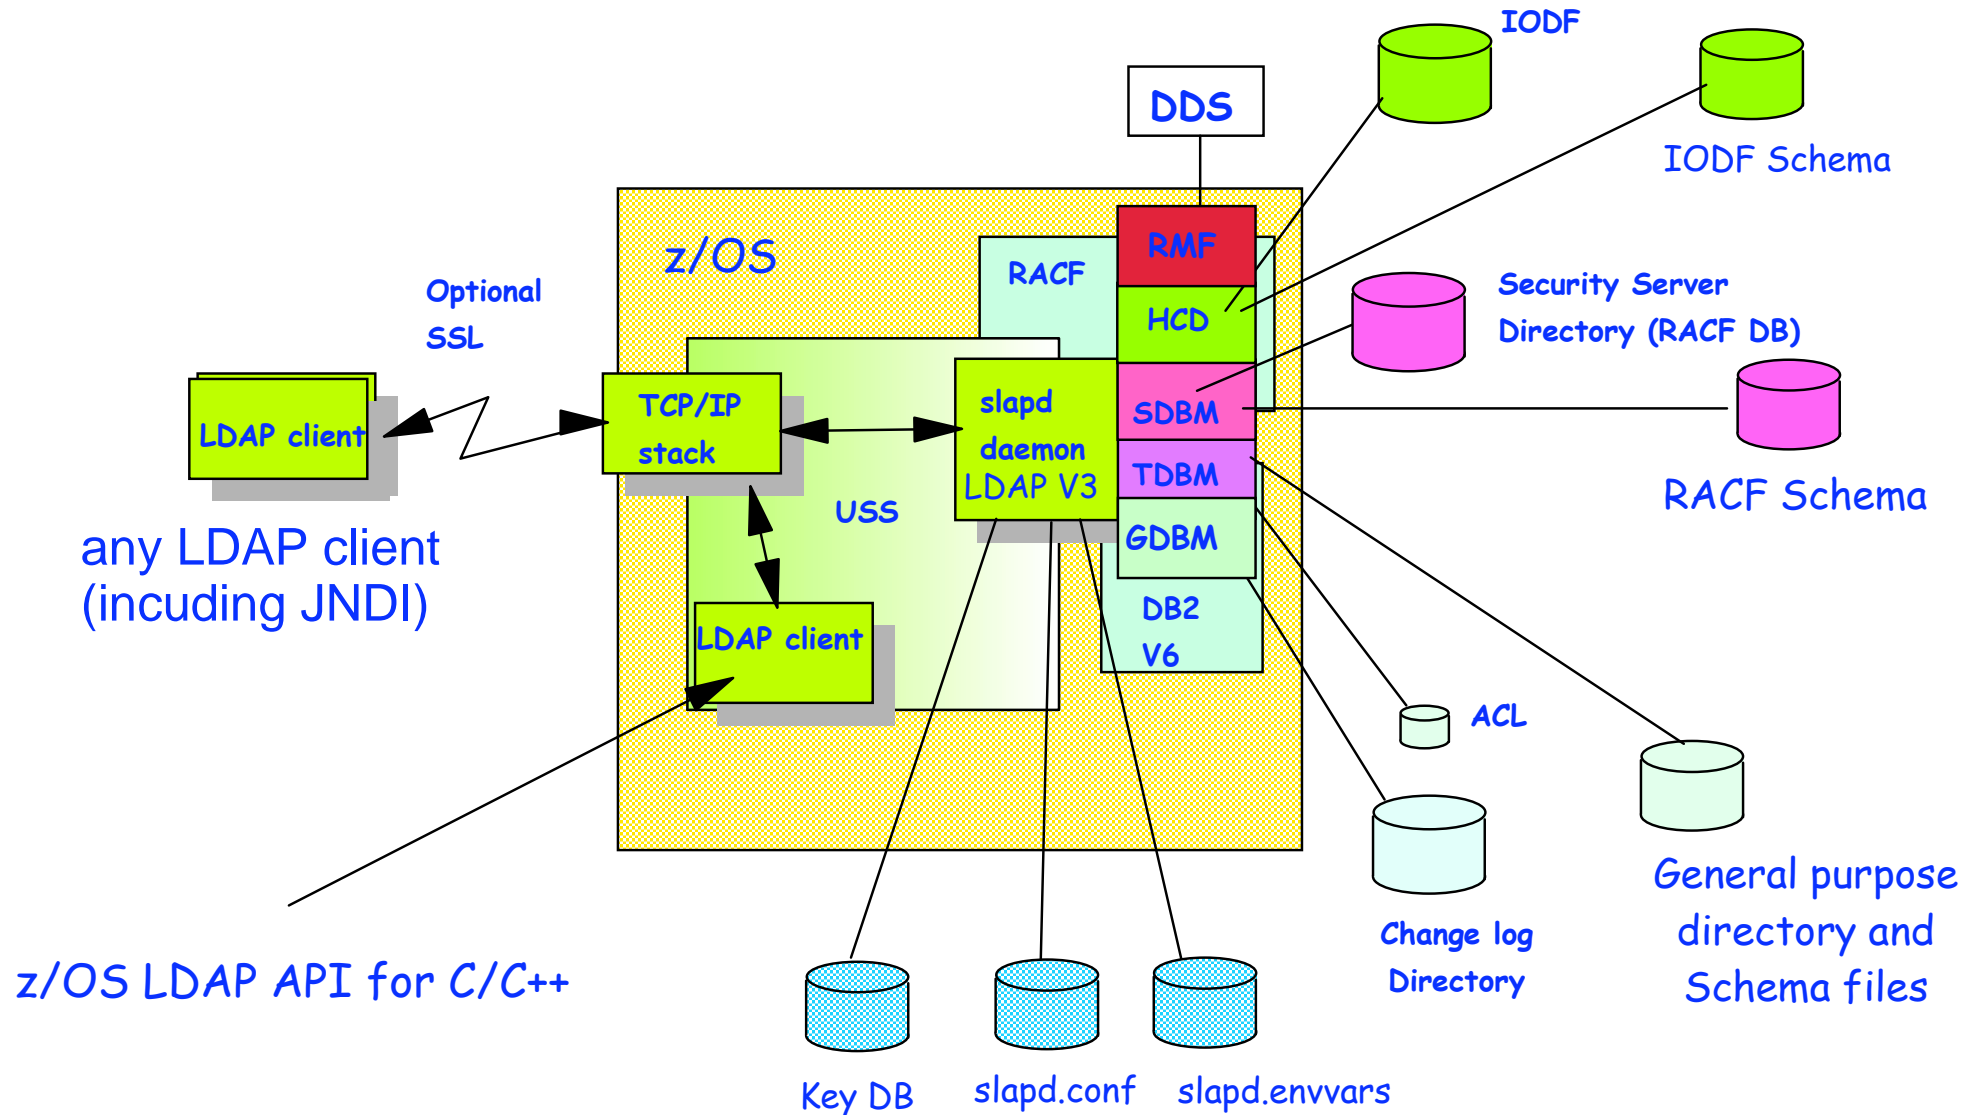 IODF
DDS
IODF Schema
z/OS
RMF
RACF
Optional
SSL
HCD
Security Server
Directory (RACF DB)
LDAP client
TCP/IP
stack
slapd
daemon
LDAP V3
SDBM
TDBM
RACF Schema
USS
GDBM
any LDAP client
(incuding JNDI)
DB2
V6
LDAP client
ACL
General purpose
directory and
Schema files
Change log
Directory
z/OS LDAP API for C/C++
Key DB
slapd.conf
slapd.envvars